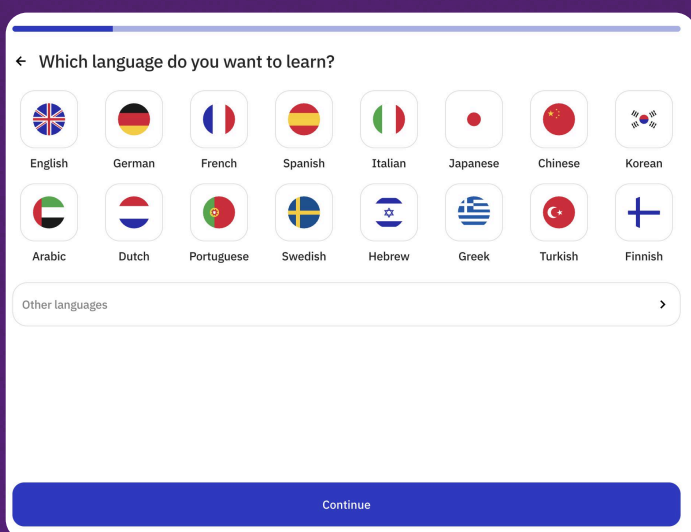 Which language do you want to learn?
English German French Spanish Italian Japanese Chinese Korean
Arabic Dutch Portuguese Swedish Hebrew Greek Turkish Finnish
Other languages
Continue